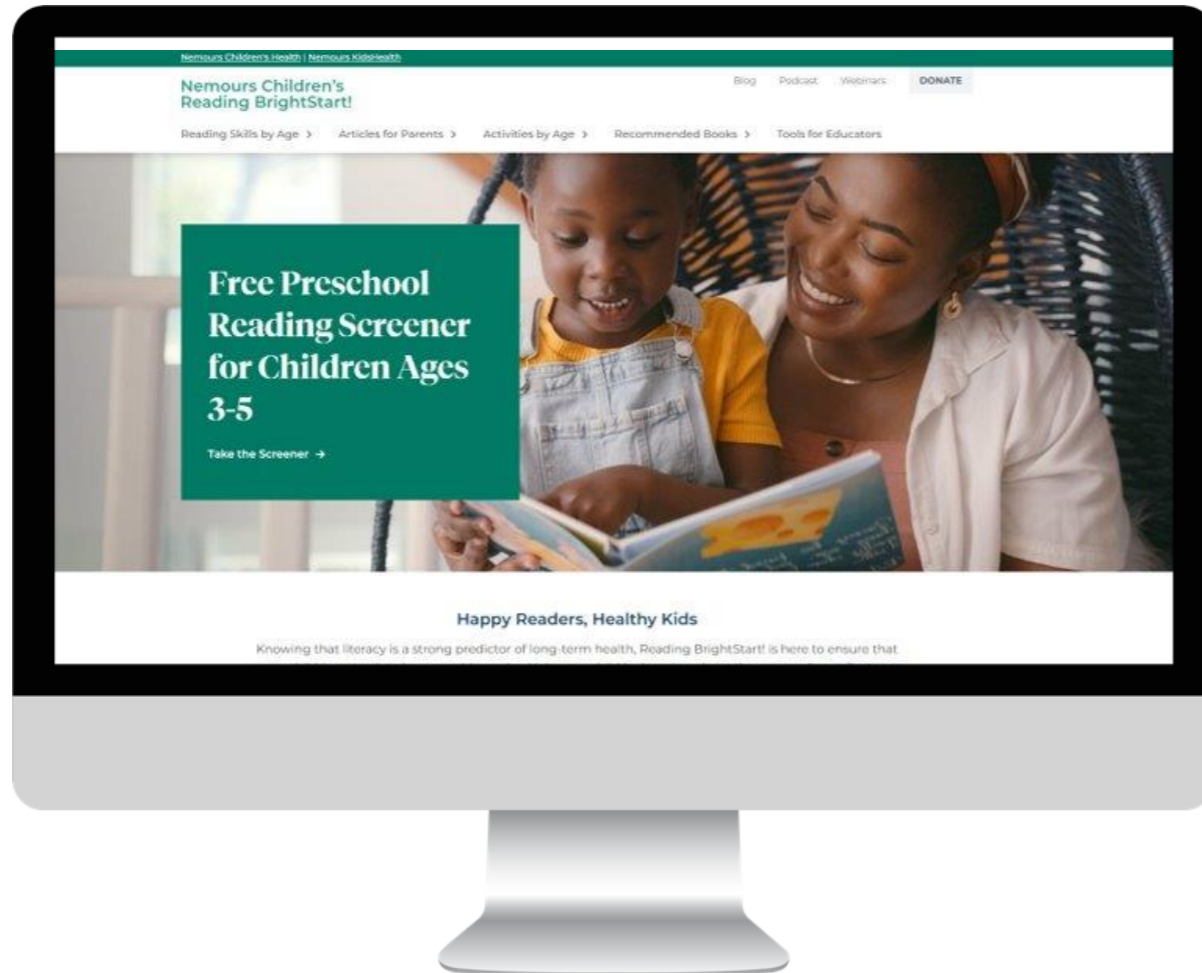 Nemours Children's Health | Nemours KidsHealth
Nemours Children's
Reading BrightStart!
Blog Podcast Webinars DONATE
Reading Skills by Age > Articles for Parents > Activities by Age > Recommended Books > Tools for Educators
Free Preschool
Reading Screener
for Children Ages
3-5
Take the Screener →
Happy Readers, Healthy Kids
Knowing that literacy is a strong predictor of long-term health, Reading BrightStart! is here to ensure that